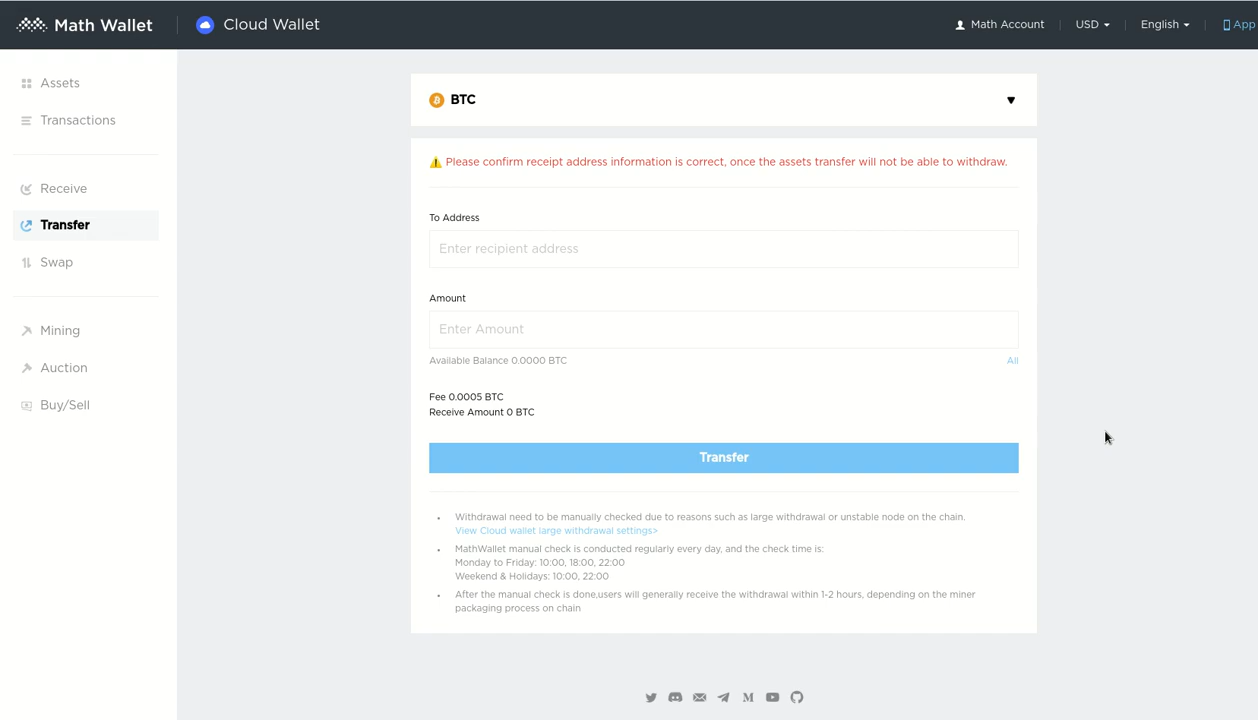 Math Wallet
Cloud Wallet
Math Account
USD
English
App
Assets
Transactions
Receive
Transfer
Swap
Mining
Auction
Buy/Sell
BTC
Please confirm receipt address information is correct, once the assets transfer will not be able to withdraw.
To Address
Enter recipient address
Amount
Enter Amount
Available Balance 0.0000 BTC
All
Fee 0.0005 BTC
Receive Amount 0 BTC
Transfer
Withdrawal need to be manually checked due to reasons such as large withdrawal or unstable node on the chain.
View Cloud wallet large withdrawal settings>
MathWallet manual check is conducted regularly every day, and the check time is:
Monday to Friday: 10:00, 18:00, 22:00
Weekend & Holidays: 10:00, 22:00
After the manual check is done,users will generally receive the withdrawal within 1-2 hours, depending on the miner
packaging process on chain